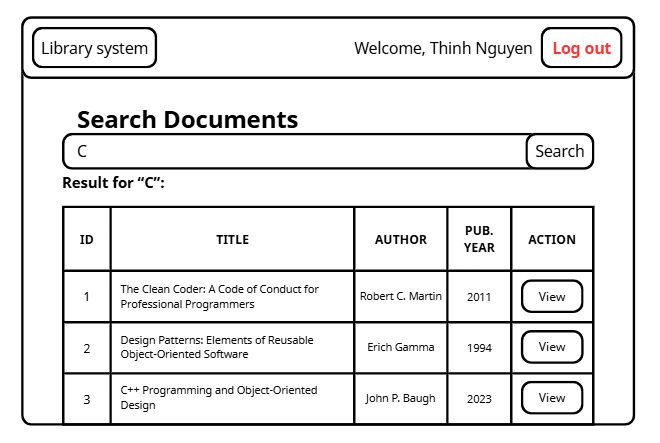 Library system
Welcome, Thinh Nguyen
Log out
Search Documents
C
Search
Result for “C”:
ID
TITLE
AUTHOR
PUB.
YEAR
ACTION
1
The Clean Coder: A Code of Conduct for
Professional Programmers
Robert C. Martin
2011
View
2
Design Patterns: Elements of Reusable
Object-Oriented Software
Erich Gamma
1994
View
3
C++ Programming and Object-Oriented
Design
John P. Baugh
2023
View